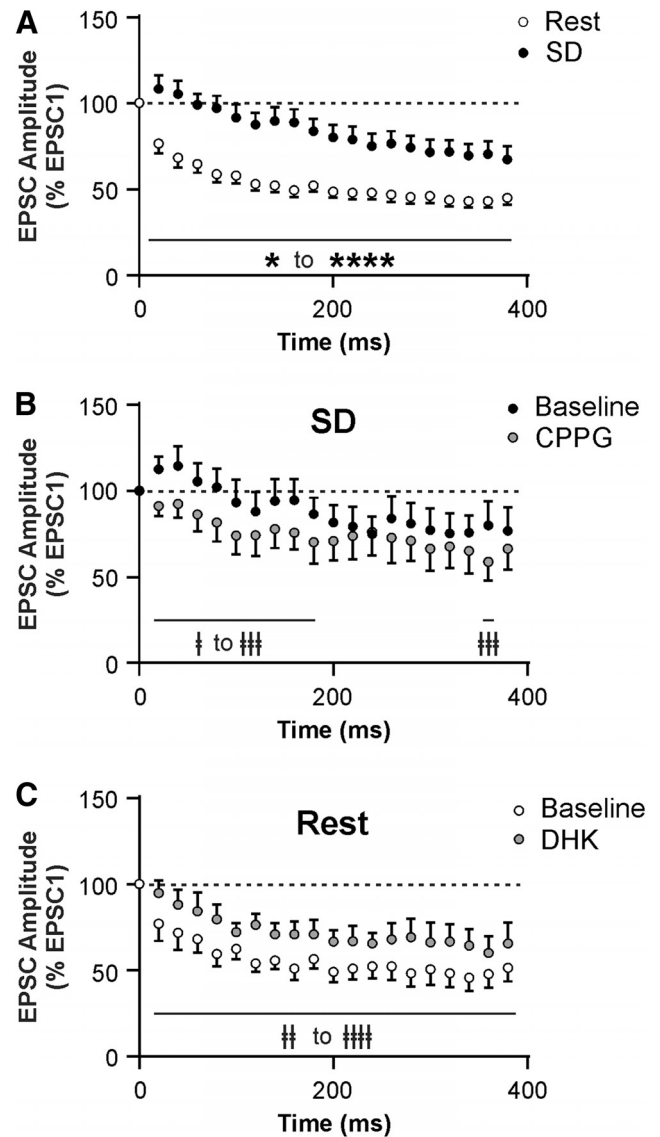 A
Rest
SD
EPSC Amplitude
(% EPSC1)
150
100
50
0
* to ****
0
200
400
Time (ms)
B
SD
Baseline
CPPG
EPSC Amplitude
(% EPSC1)
150
100
50
0
ǂ to ǂǂǂ
ǂǂǂ
0
200
400
Time (ms)
C
Rest
Baseline
DHK
EPSC Amplitude
(% EPSC1)
150
100
50
0
ǂǂ to ǂǂǂǂ
0
200
400
Time (ms)